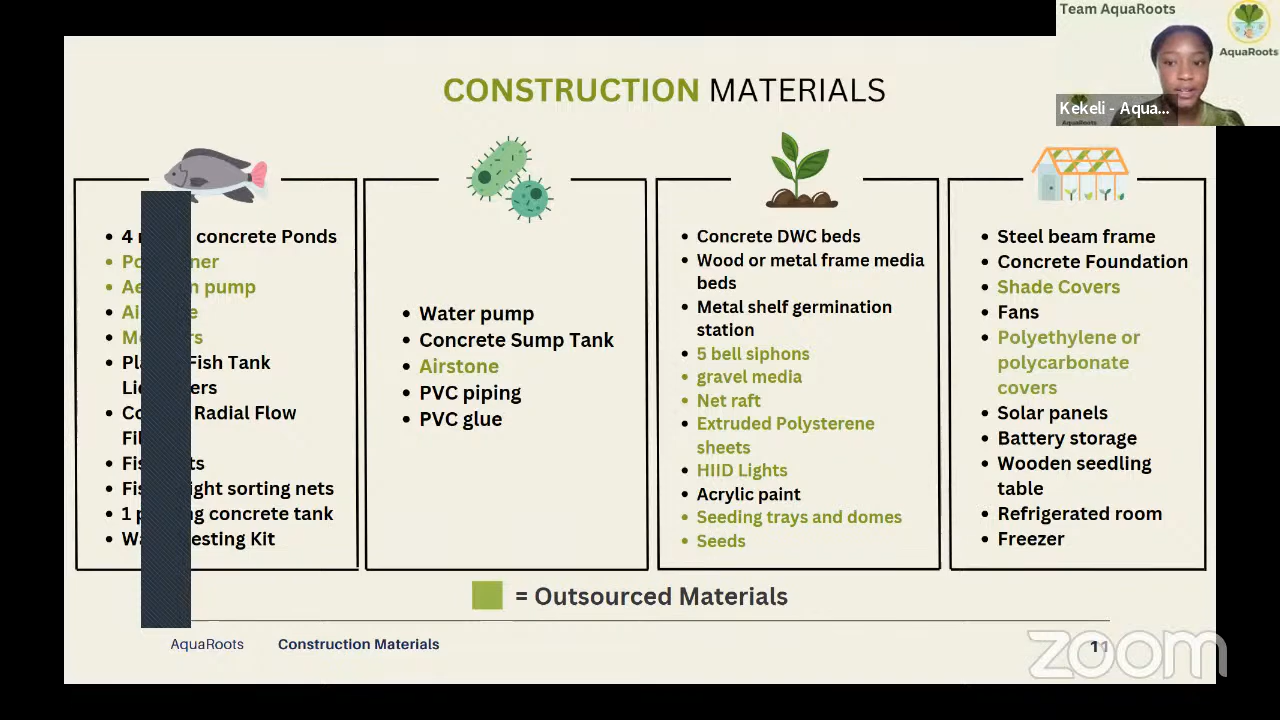 Team AquaRoots
AquaRoots
Kekeli - Aqua...
AquaRoots
CONSTRUCTION MATERIALS
4 concrete Ponds
pump
Fish Tank
Radial Flow
sorting nets
1 concrete tank
Kit
Water pump
Concrete Sump Tank
Airstone
PVC piping
PVC glue
Concrete DWC beds
Wood or metal frame media
beds
Metal shelf germination
station
5 bell siphons
gravel media
Net raft
Extruded Polysterene
sheets
HIID Lights
Acrylic paint
Seeding trays and domes
Seeds
Steel beam frame
Concrete Foundation
Shade Covers
Fans
Polyethylene or
polycarbonate
covers
Solar panels
Battery storage
Wooden seedling
table
Refrigerated room
Freezer
= Outsourced Materials
AquaRoots Construction Materials
11
zoom